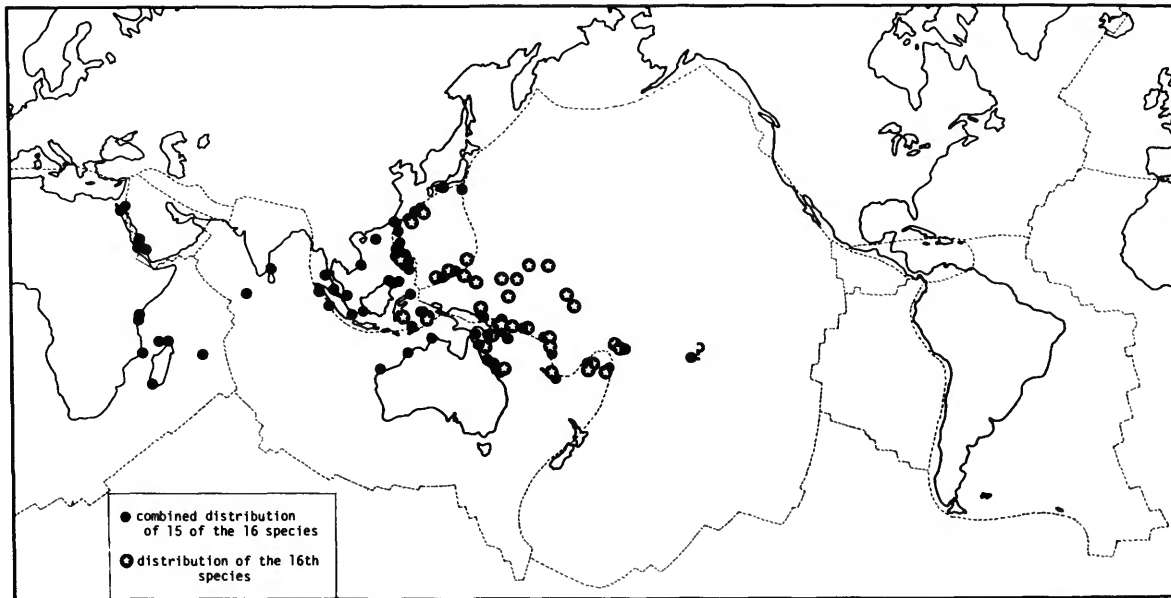 ?
● combined distribution
of 15 of the 16 species
✪ distribution of the 16th
species